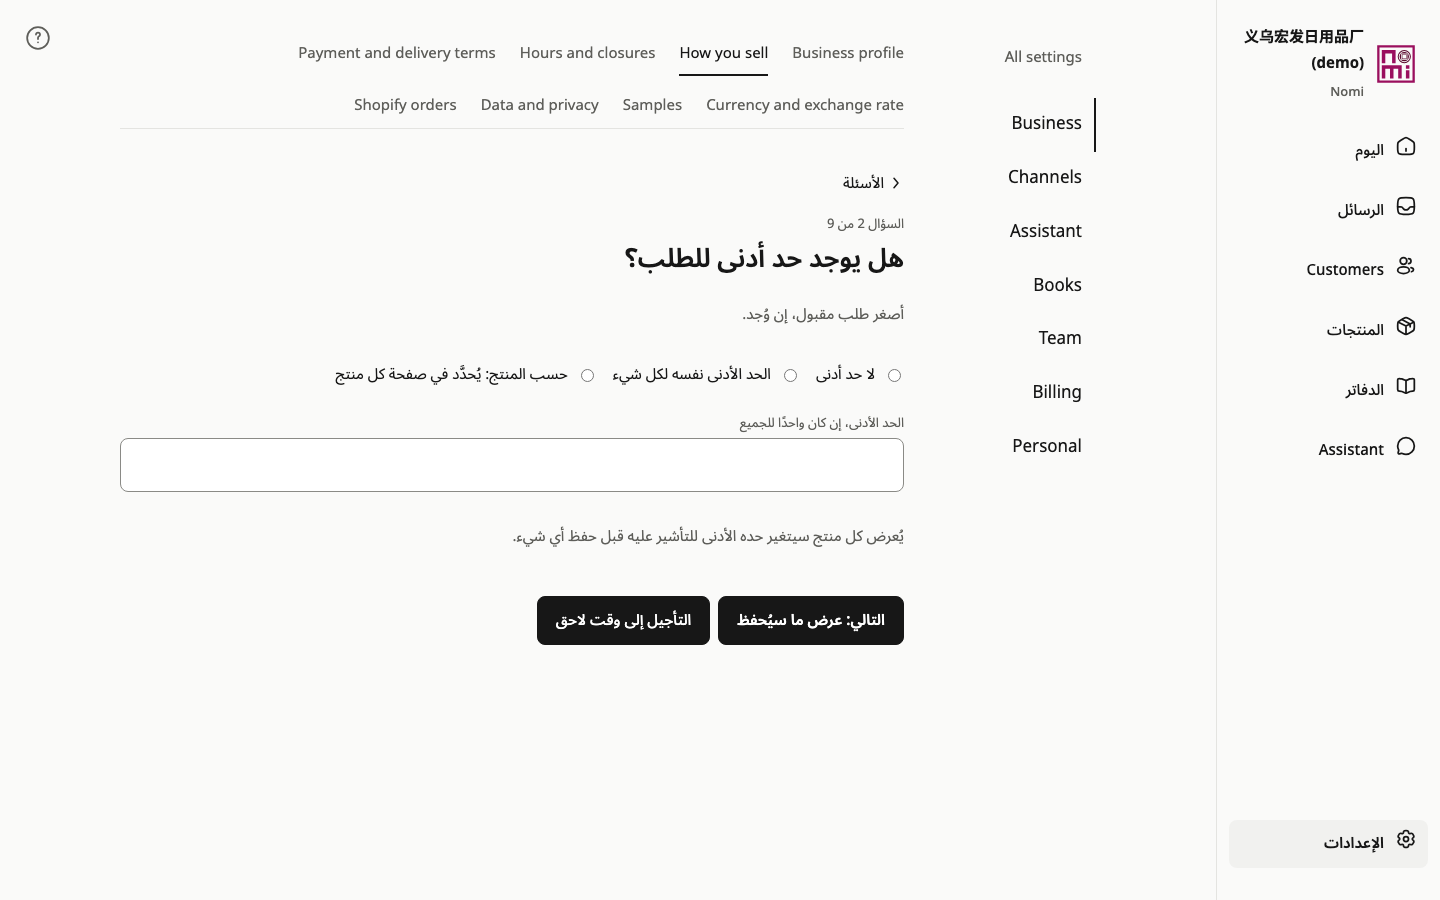 义乌宏发日用品厂
(demo)
Nomi
اليوم
الرسائل
Customers
المنتجات
الدفاتر
Assistant
الإعدادات
All settings
Business
Channels
Assistant
Books
Team
Billing
Personal
Business profile
How you sell
Hours and closures
Payment and delivery terms
Currency and exchange rate
Samples
Data and privacy
Shopify orders
الأسئلة
السؤال 2 من 9
هل يوجد حد أدنى للطلب؟
أصغر طلب مقبول، إن وُجد.
لا حد أدنى
الحد الأدنى نفسه لكل شيء
حسب المنتج: يُحدَّد في صفحة كل منتج
الحد الأدنى، إن كان واحدًا للجميع
يُعرض كل منتج سيتغير حده الأدنى للتأشير عليه قبل حفظ أي شيء.
التالي: عرض ما سيُحفظ
التأجيل إلى وقت لاحق